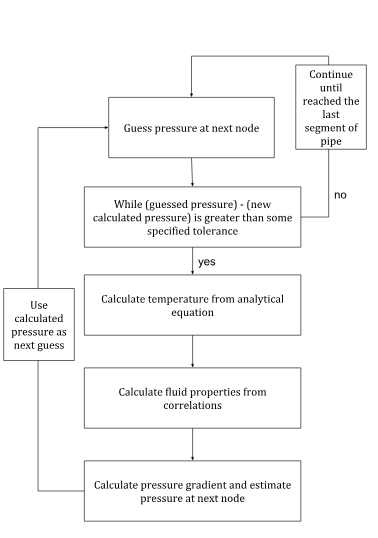 Continue
until
reached the
last
segment of
pipe
Guess pressure at next node
no
While (guessed pressure) - (new
calculated pressure) is greater than some
specified tolerance
yes
Calculate temperature from analytical
equation
Use
calculated
pressure as
next guess
Calculate fluid properties from
correlations
Calculate pressure gradient and estimate
pressure at next node